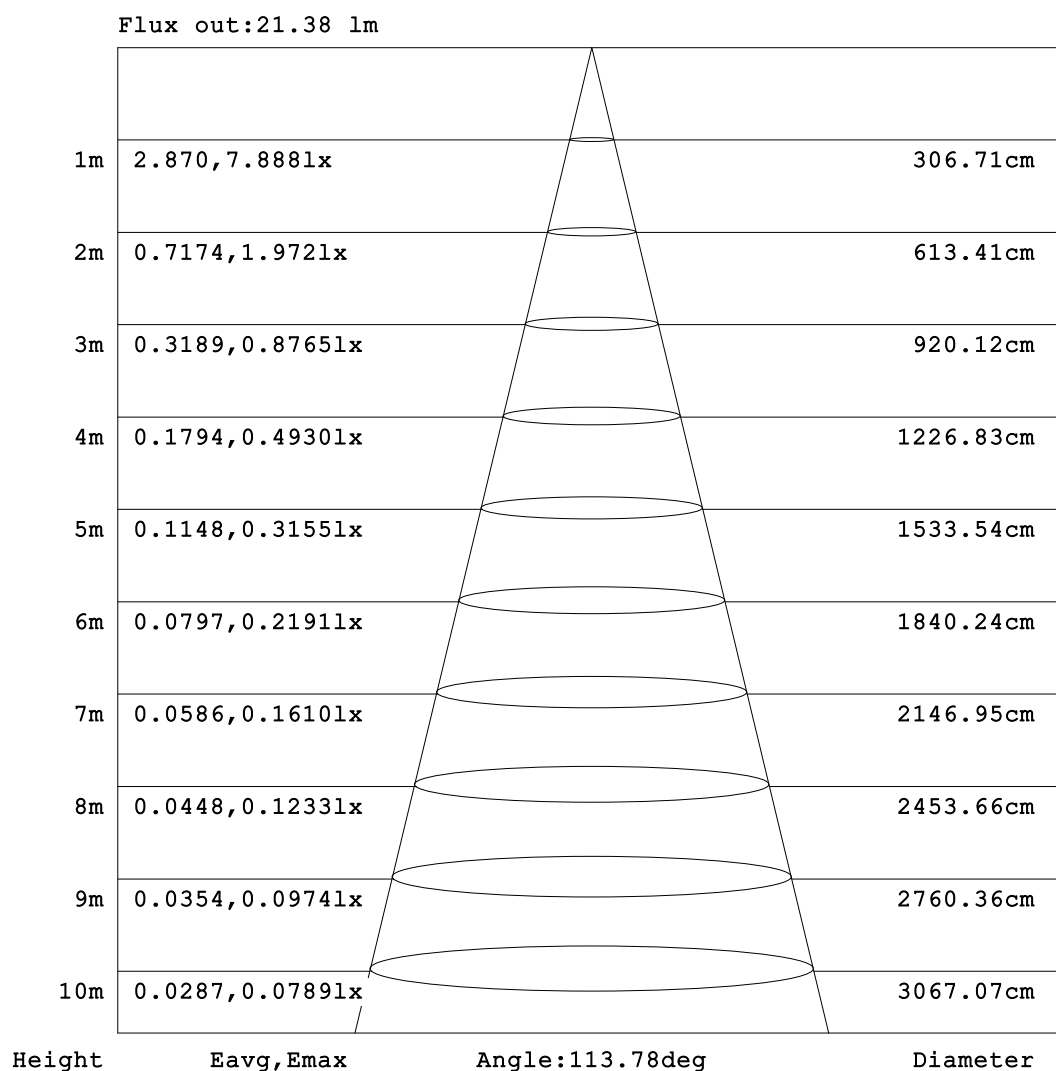 Flux out:21.38 lm
1m 2.870,7.888lx 306.71cm
2m 0.7174,1.972lx 613.41cm
3m 0.3189,0.8765lx 920.12cm
4m 0.1794,0.4930lx 1226.83cm
5m 0.1148,0.3155lx 1533.54cm
6m 0.0797,0.2191lx 1840.24cm
7m 0.0586,0.1610lx 2146.95cm
8m 0.0448,0.1233lx 2453.66cm
9m 0.0354,0.0974lx 2760.36cm
10m 0.0287,0.0789lx 3067.07cm
Height Eavg,Emax Angle:113.78deg Diameter